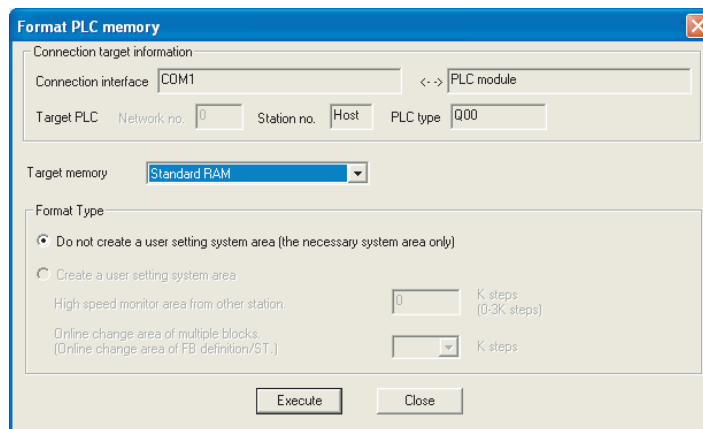 Format PLC memory
Connection target information
Connection interface COM1 <--> PLC module
Target PLC Network no. 0 Station no. Host PLC type Q00
Target memory Standard RAM
Format Type
Do not create a user setting system area (the necessary system area only)
Create a user setting system area
High speed monitor area from other station. 0 K steps
(0-3K steps)
Online change area of multiple blocks.
(Online change area of FB definition/ST.) K steps
Execute Close